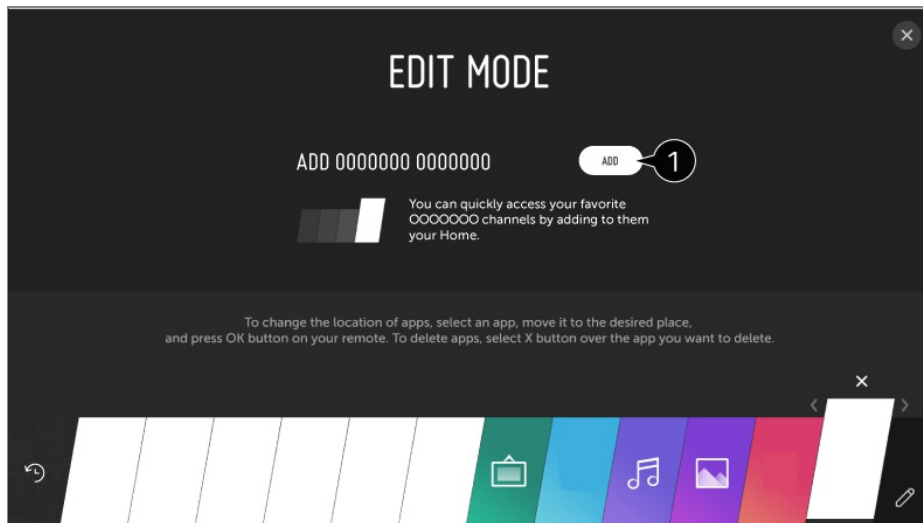 EDIT MODE
ADD OOOOOOO OOOOOOO
ADD
1
You can quickly access your favorite
OOOOOOO channels by adding to them
your Home.
To change the location of apps, select an app, move it to the desired place,
and press OK button on your remote. To delete apps, select X button over the app you want to delete.